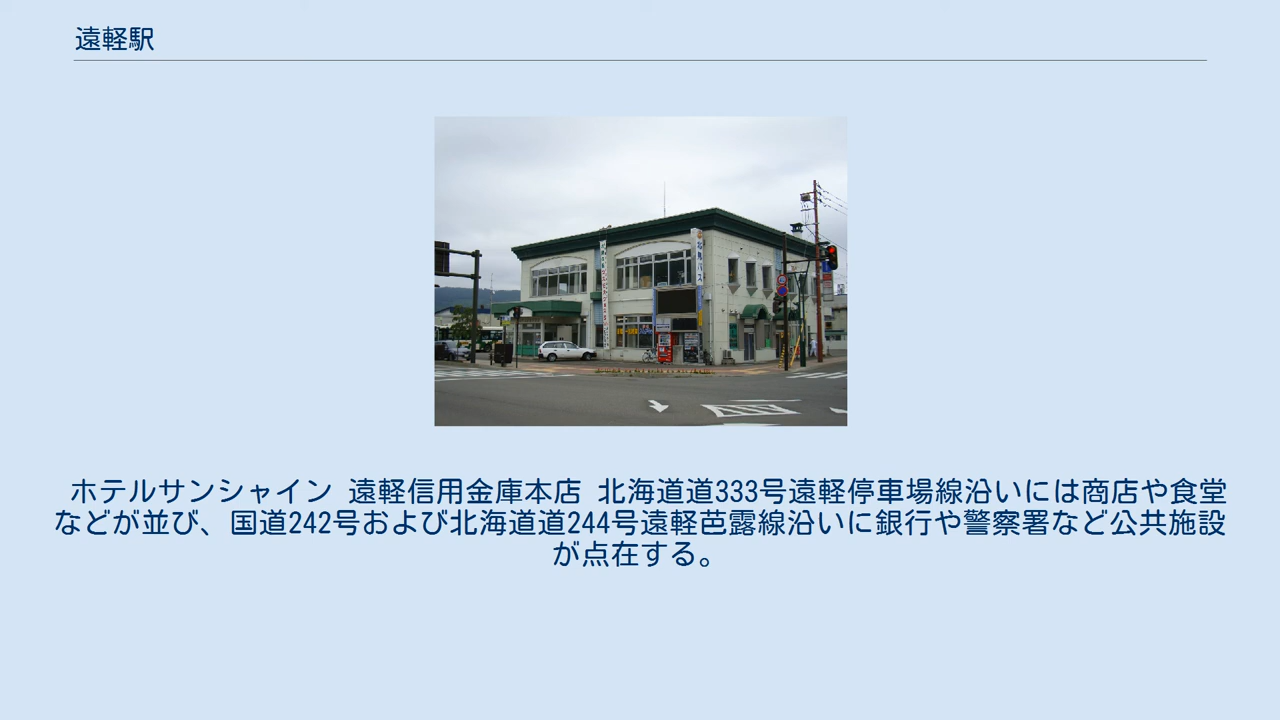 遠軽駅
ホテルサンシャイン 遠軽信用金庫本店 北海道道333号遠軽停車場線沿いには商店や食堂
などが並び、国道242号および北海道道244号遠軽芭露線沿いに銀行や警察署など公共施設
が点在する。